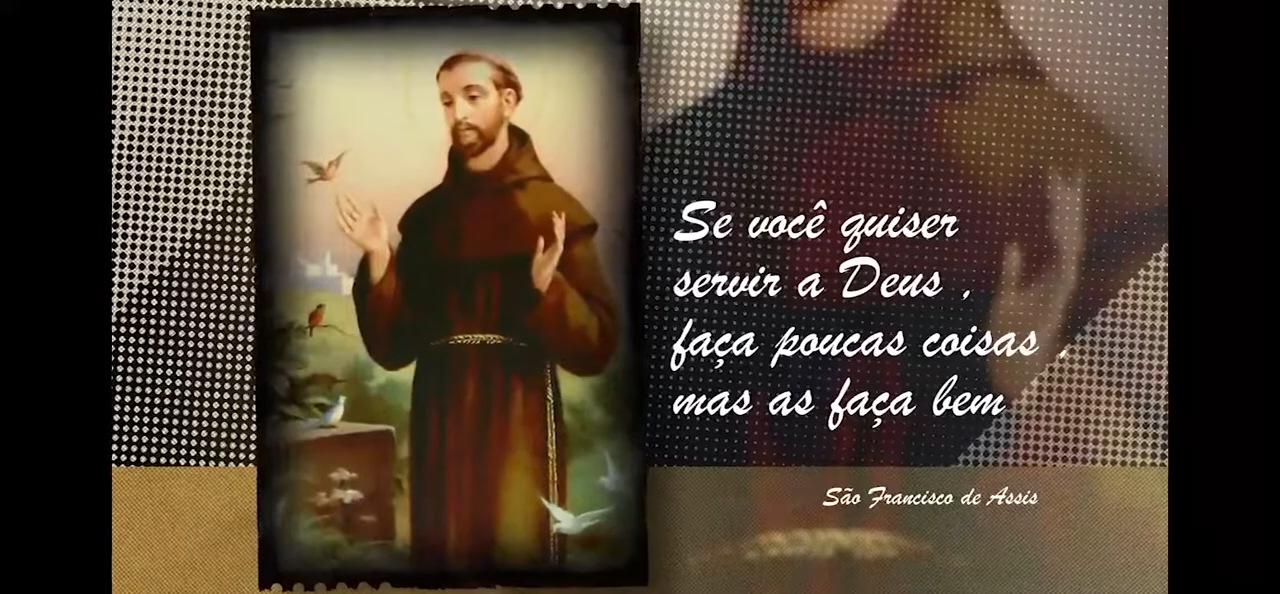 Se você quiser
servir a Deus ,
faça poucas coisas ,
mas as faça bem
São Francisco de Assis